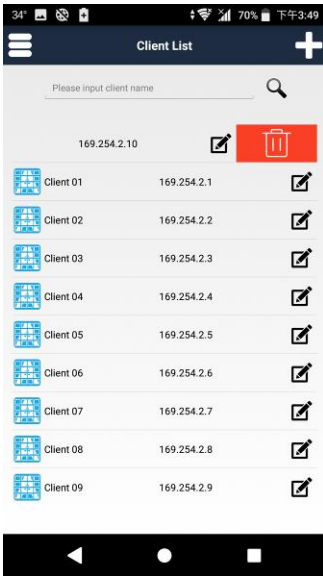 34° 70% 下午3:49
Client List
Please input client name
169.254.2.10
Client 01 169.254.2.1
Client 02 169.254.2.2
Client 03 169.254.2.3
Client 04 169.254.2.4
Client 05 169.254.2.5
Client 06 169.254.2.6
Client 07 169.254.2.7
Client 08 169.254.2.8
Client 09 169.254.2.9